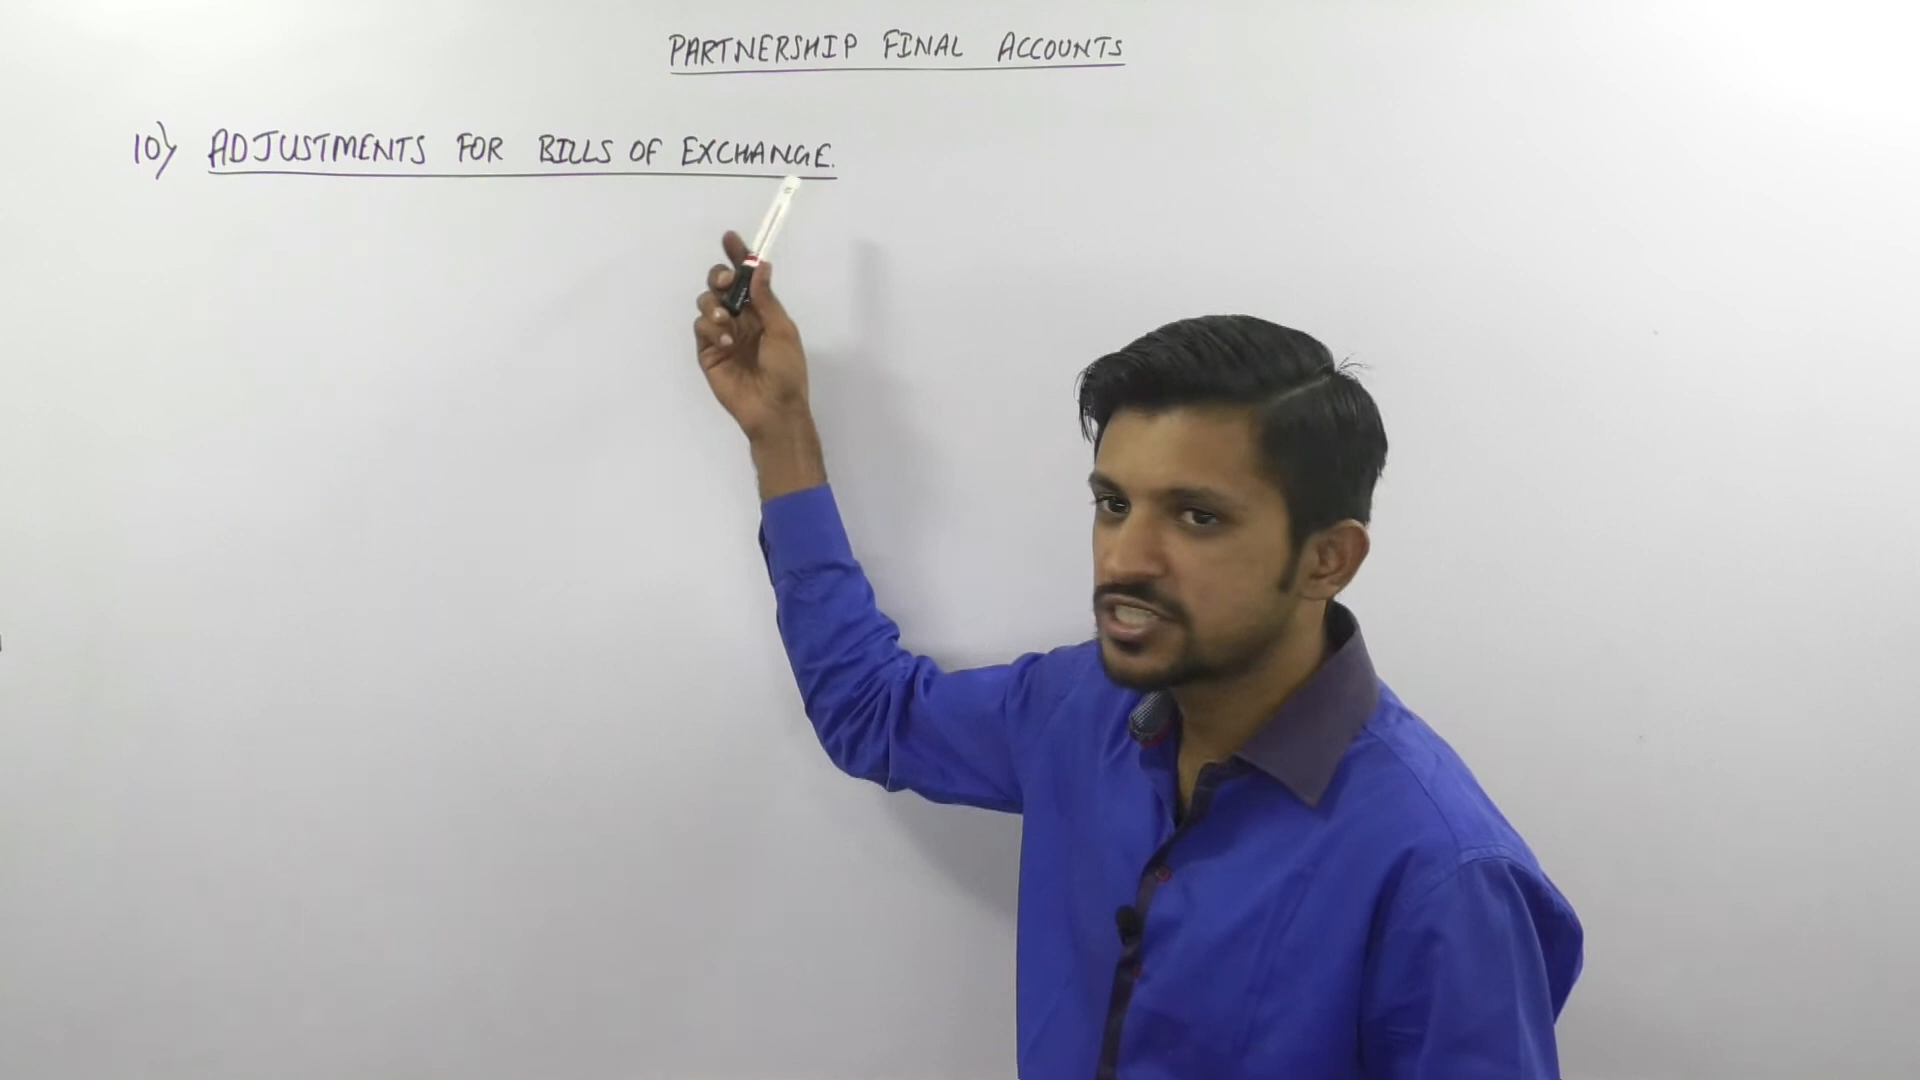 PARTNERSHIP FINAL ACCOUNTS
10) ADJUSTMENTS FOR BILLS OF EXCHANGE.